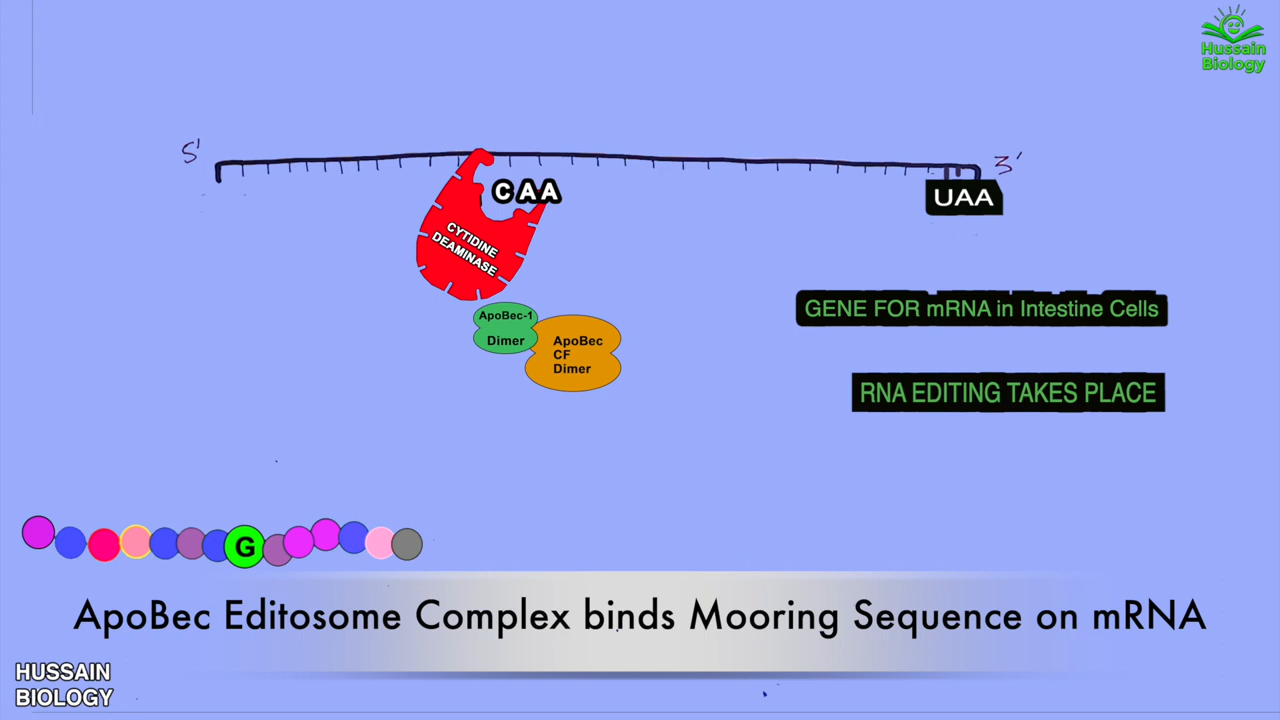 Hussain
Biology
5'
3'
CAA
UAA
CYTIDINE
DEAMINASE
GENE FOR mRNA in Intestine Cells
ApoBec-1
Dimer
ApoBec
CF
Dimer
RNA EDITING TAKES PLACE
G
ApoBec Editosome Complex binds Mooring Sequence on mRNA
HUSSAIN
BIOLOGY